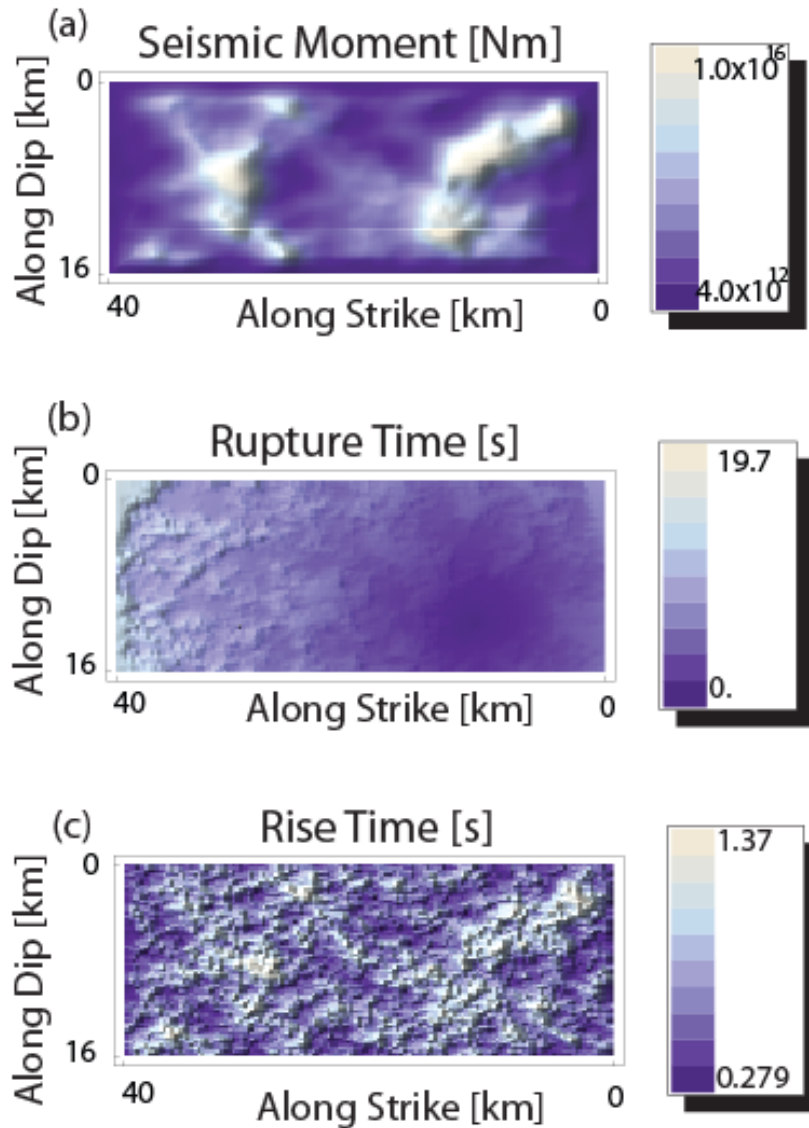 (a)
Seismic Moment [Nm]
0
Along Dip [km]
16
40
Along Strike [km]
0
1.0x10^16
4.0x10^12
(b)
Rupture Time [s]
0
Along Dip [km]
16
40
Along Strike [km]
0
19.7
0.
(c)
Rise Time [s]
0
Along Dip [km]
16
40
Along Strike [km]
0
1.37
0.279